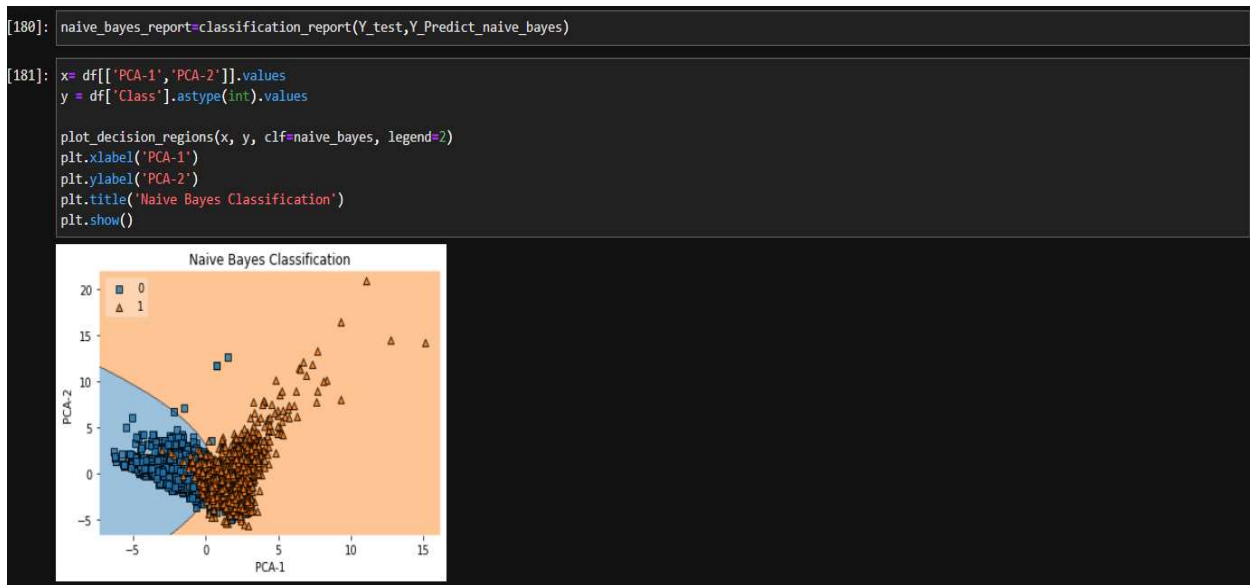 [180]: naive_bayes_report=classification_report(Y_test,Y_Predict_naive_bayes)
[181]: x= df[['PCA-1','PCA-2']].values
y = df['Class'].astype(int).values
plot_decision_regions(x, y, clf=naive_bayes, legend=2)
plt.xlabel('PCA-1')
plt.ylabel('PCA-2')
plt.title('Naive Bayes Classification')
plt.show()
Naive Bayes Classification
0
1
20
15
10
5
0
−5
PCA-2
−5 0 5 10 15
PCA-1